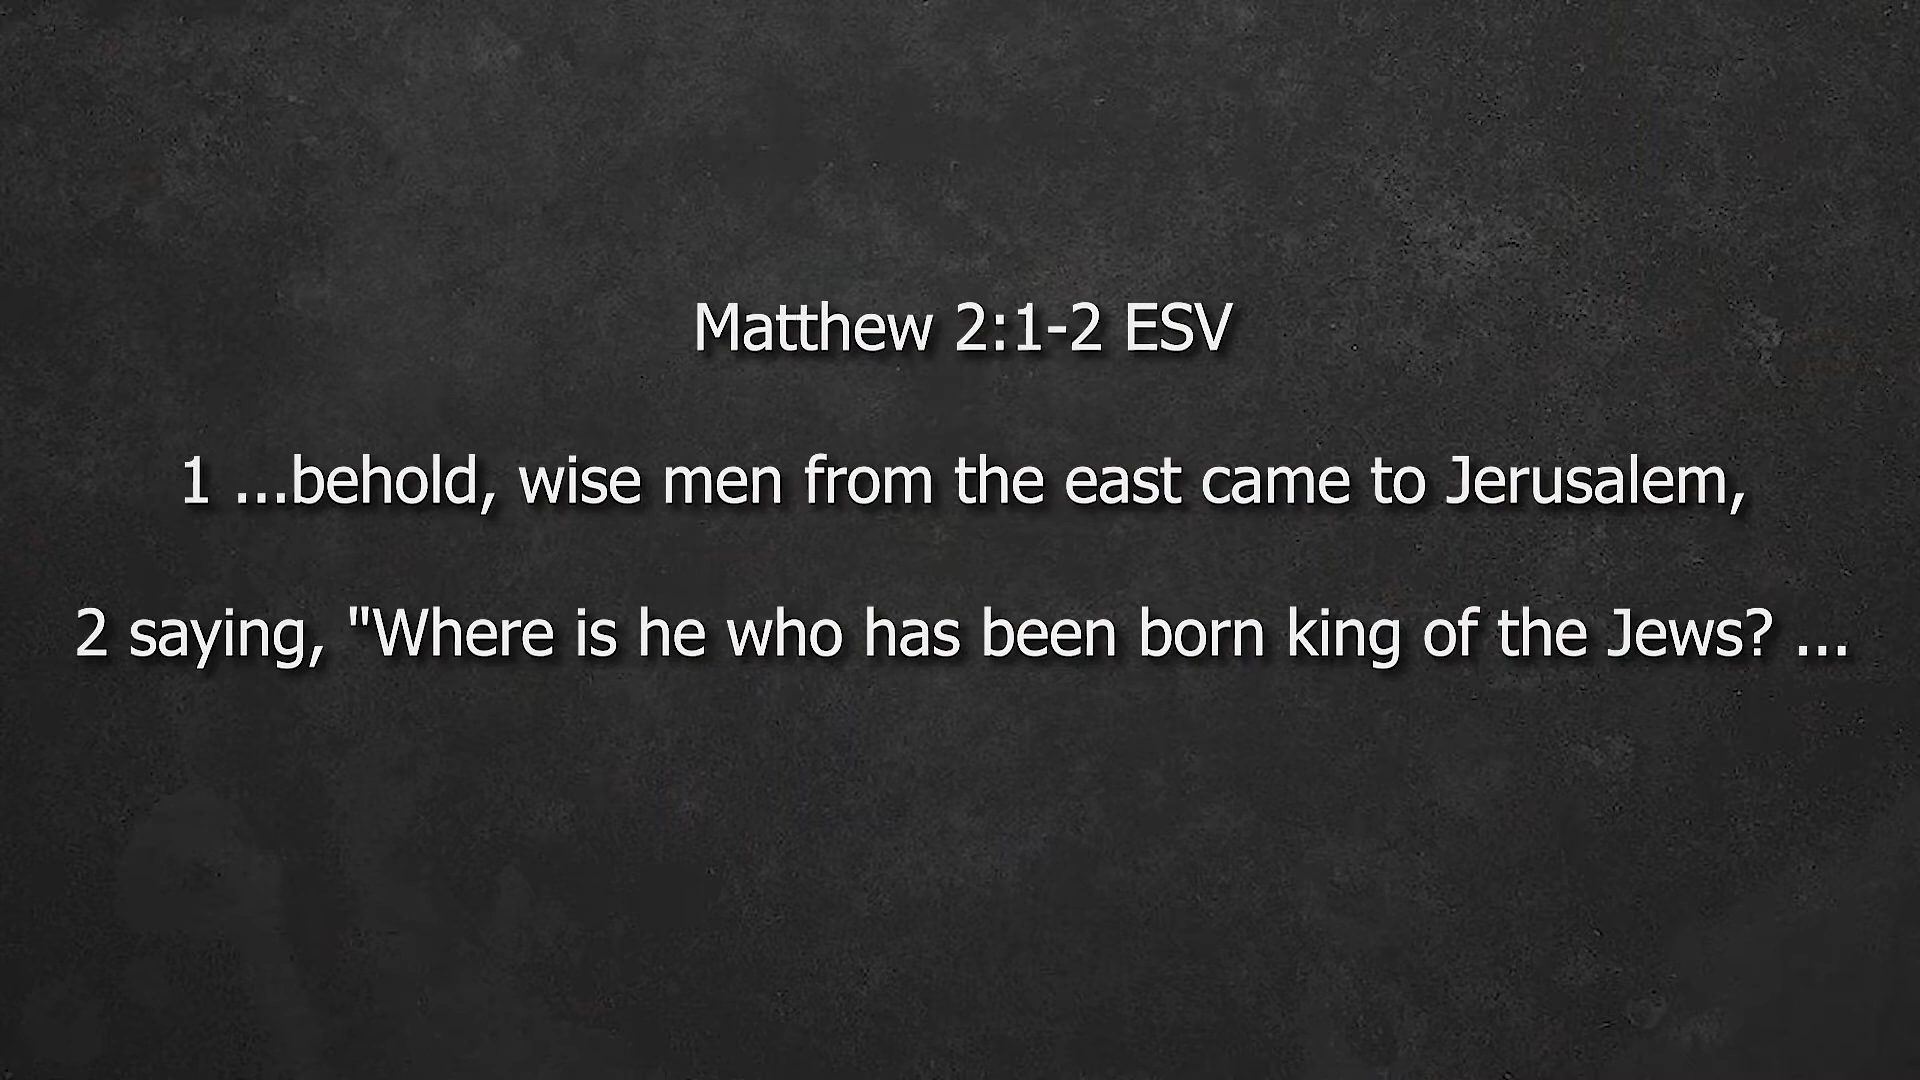 Matthew 2:1-2 ESV
1 ...behold, wise men from the east came to Jerusalem,
2 saying, "Where is he who has been born king of the Jews? ...